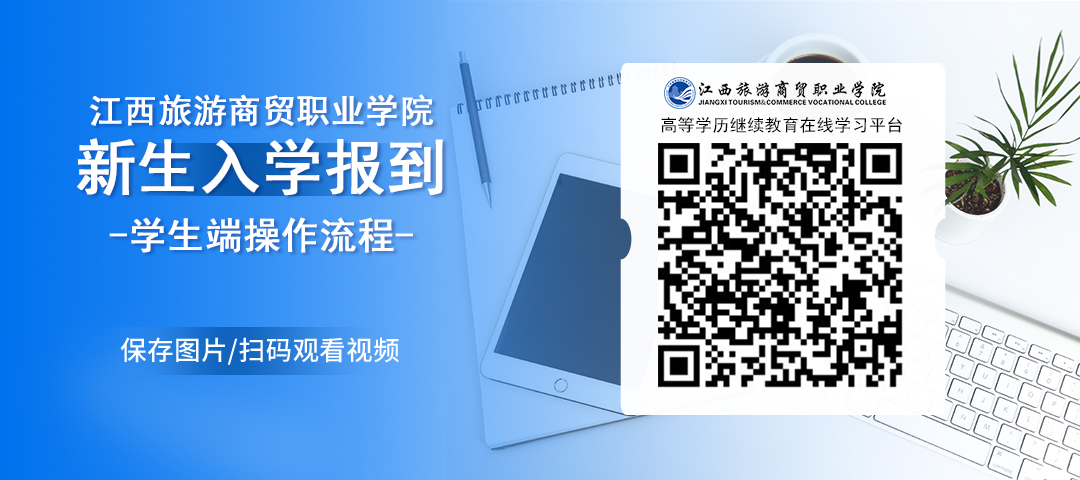 江西旅游商贸职业学院
新生入学报到
-学生端操作流程-
保存图片/扫码观看视频
江西旅游商贸职业学院
JIANGXI TOURISM&COMMERCE VOCATIONAL COLLEGE
高等学历继续教育在线学习平台